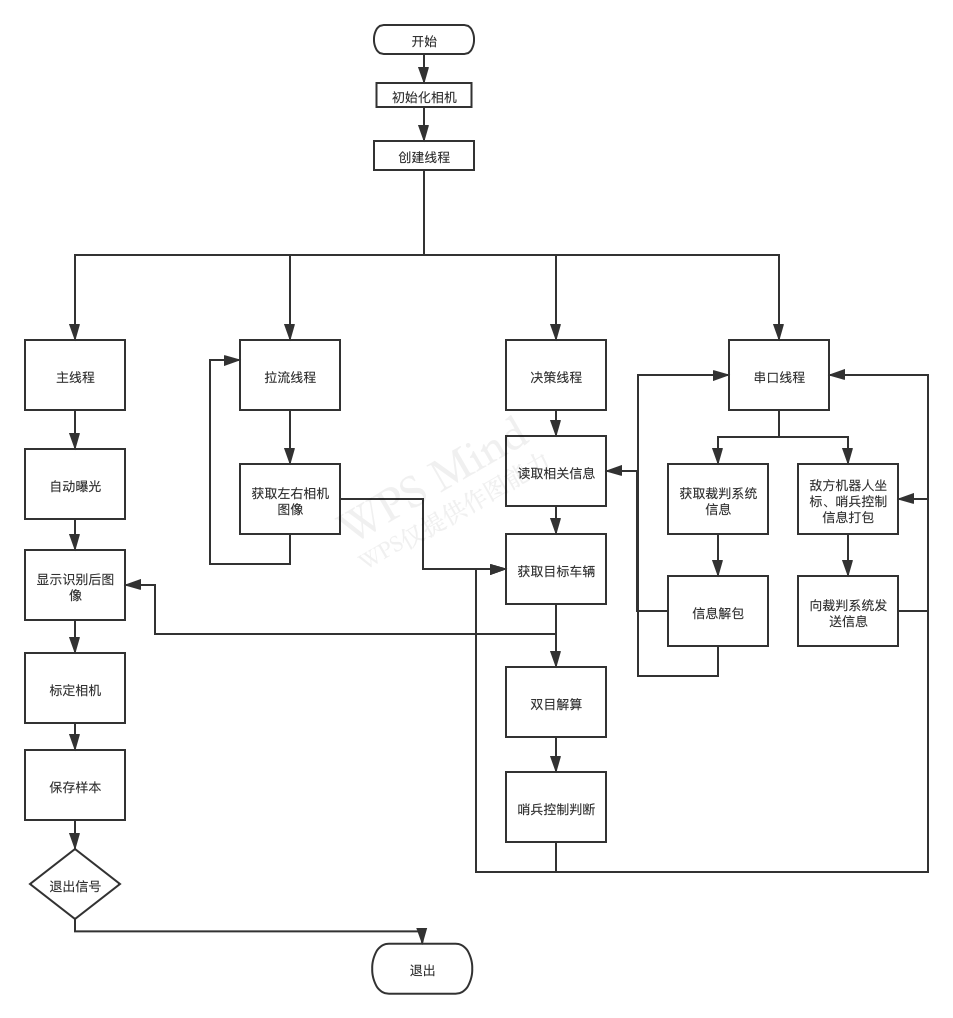 开始
初始化相机
创建线程
主线程
拉流线程
决策线程
串口线程
自动曝光
获取左右相机
图像
读取相关信息
获取裁判系统
信息
敌方机器人坐
标、哨兵控制
信息打包
显示识别后图
像
获取目标车辆
信息解包
向裁判系统发
送信息
标定相机
双目解算
保存样本
哨兵控制判断
退出信号
退出
WPS Mind
WPS仅提供作图能力